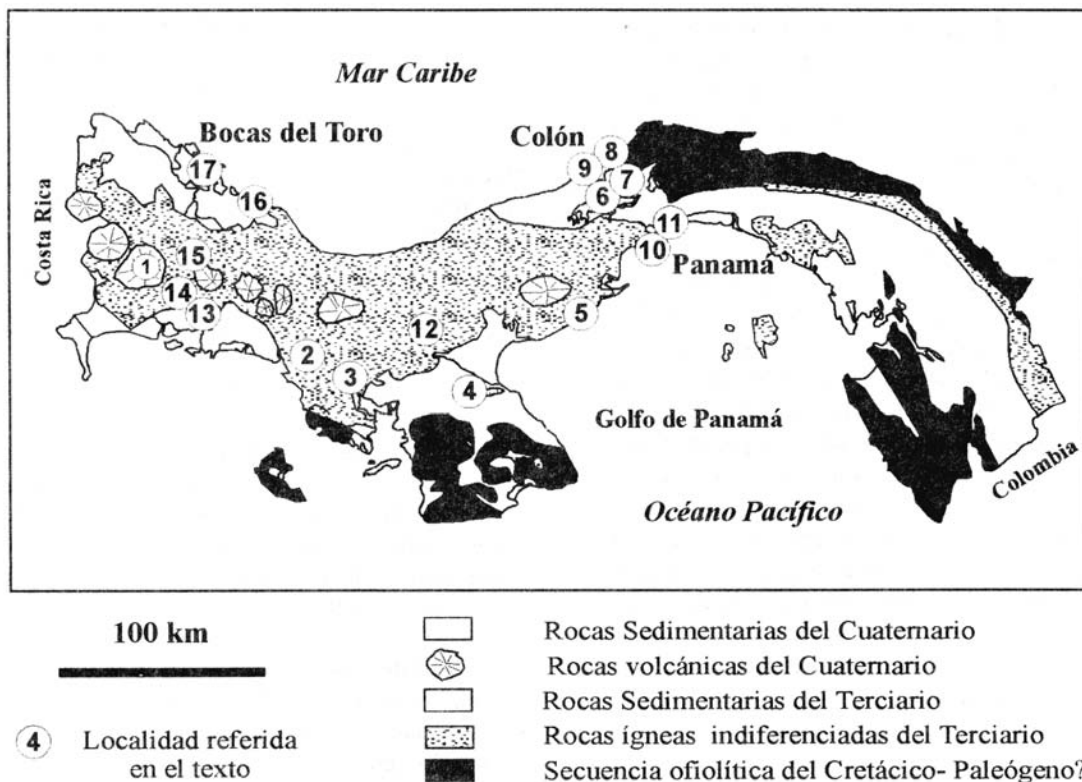 Mar Caribe
Bocas del Toro
Colón
8
9
17
7
6
16
11
Costa Rica
10
15
Panamá
1
14
13
5
12
2
3
4
Golfo de Panamá
Colombia
Océano Pacífico
100 km
Rocas Sedimentarias del Cuaternario
Rocas volcánicas del Cuaternario
Rocas Sedimentarias del Terciario
4 Localidad referida
en el texto
Rocas ígneas indiferenciadas del Terciario
Secuencia ofiolítica del Cretácico- Paleógeno?